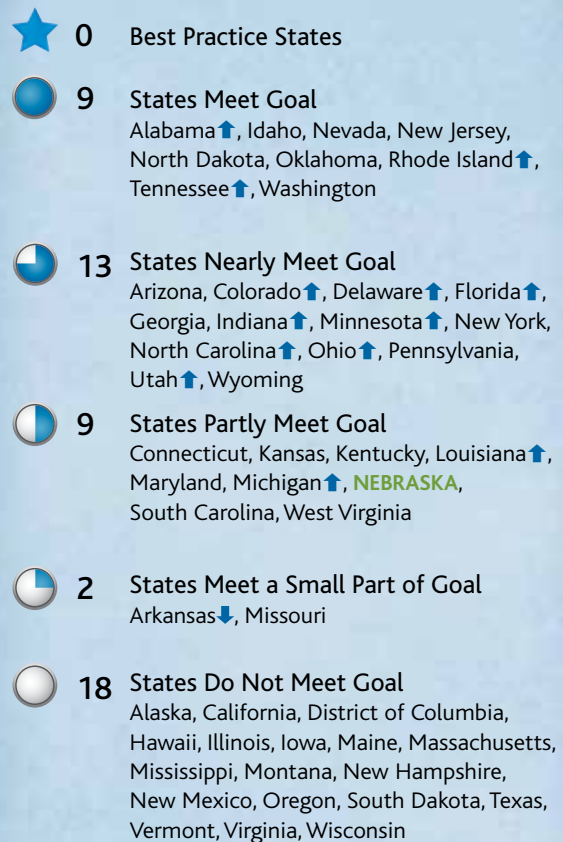 0 Best Practice States
9 States Meet Goal
Alabama⬆, Idaho, Nevada, New Jersey,
North Dakota, Oklahoma, Rhode Island⬆,
Tennessee⬆, Washington
13 States Nearly Meet Goal
Arizona, Colorado⬆, Delaware⬆, Florida⬆,
Georgia, Indiana⬆, Minnesota⬆, New York,
North Carolina⬆, Ohio⬆, Pennsylvania,
Utah⬆, Wyoming
9 States Partly Meet Goal
Connecticut, Kansas, Kentucky, Louisiana⬆,
Maryland, Michigan⬆, NEBRASKA,
South Carolina, West Virginia
2 States Meet a Small Part of Goal
Arkansas⬇, Missouri
18 States Do Not Meet Goal
Alaska, California, District of Columbia,
Hawaii, Illinois, Iowa, Maine, Massachusetts,
Mississippi, Montana, New Hampshire,
New Mexico, Oregon, South Dakota, Texas,
Vermont, Virginia, Wisconsin